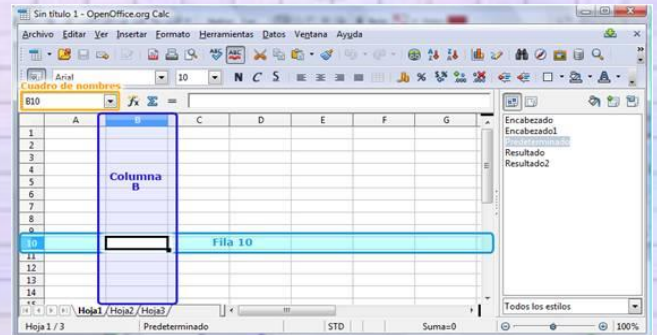 Sin título 1 - OpenOffice.org Calc
Archivo Editar Ver Insertar Formato Herramientas Datos Ventana Ayuda
Arial 10 N C S
Cuadro de nombres
B10
A B C D E F G
1
2
3
4
5
6
7
8
9
10
11
12
13
14
15
Columna
B
Fila 10
Encabezado
Encabezado1
Predeterminado
Resultado
Resultado2
Todos los estilos
Hoja1 Hoja2 Hoja3
Hoja 1 / 3 Predeterminado STD Suma=0 100%